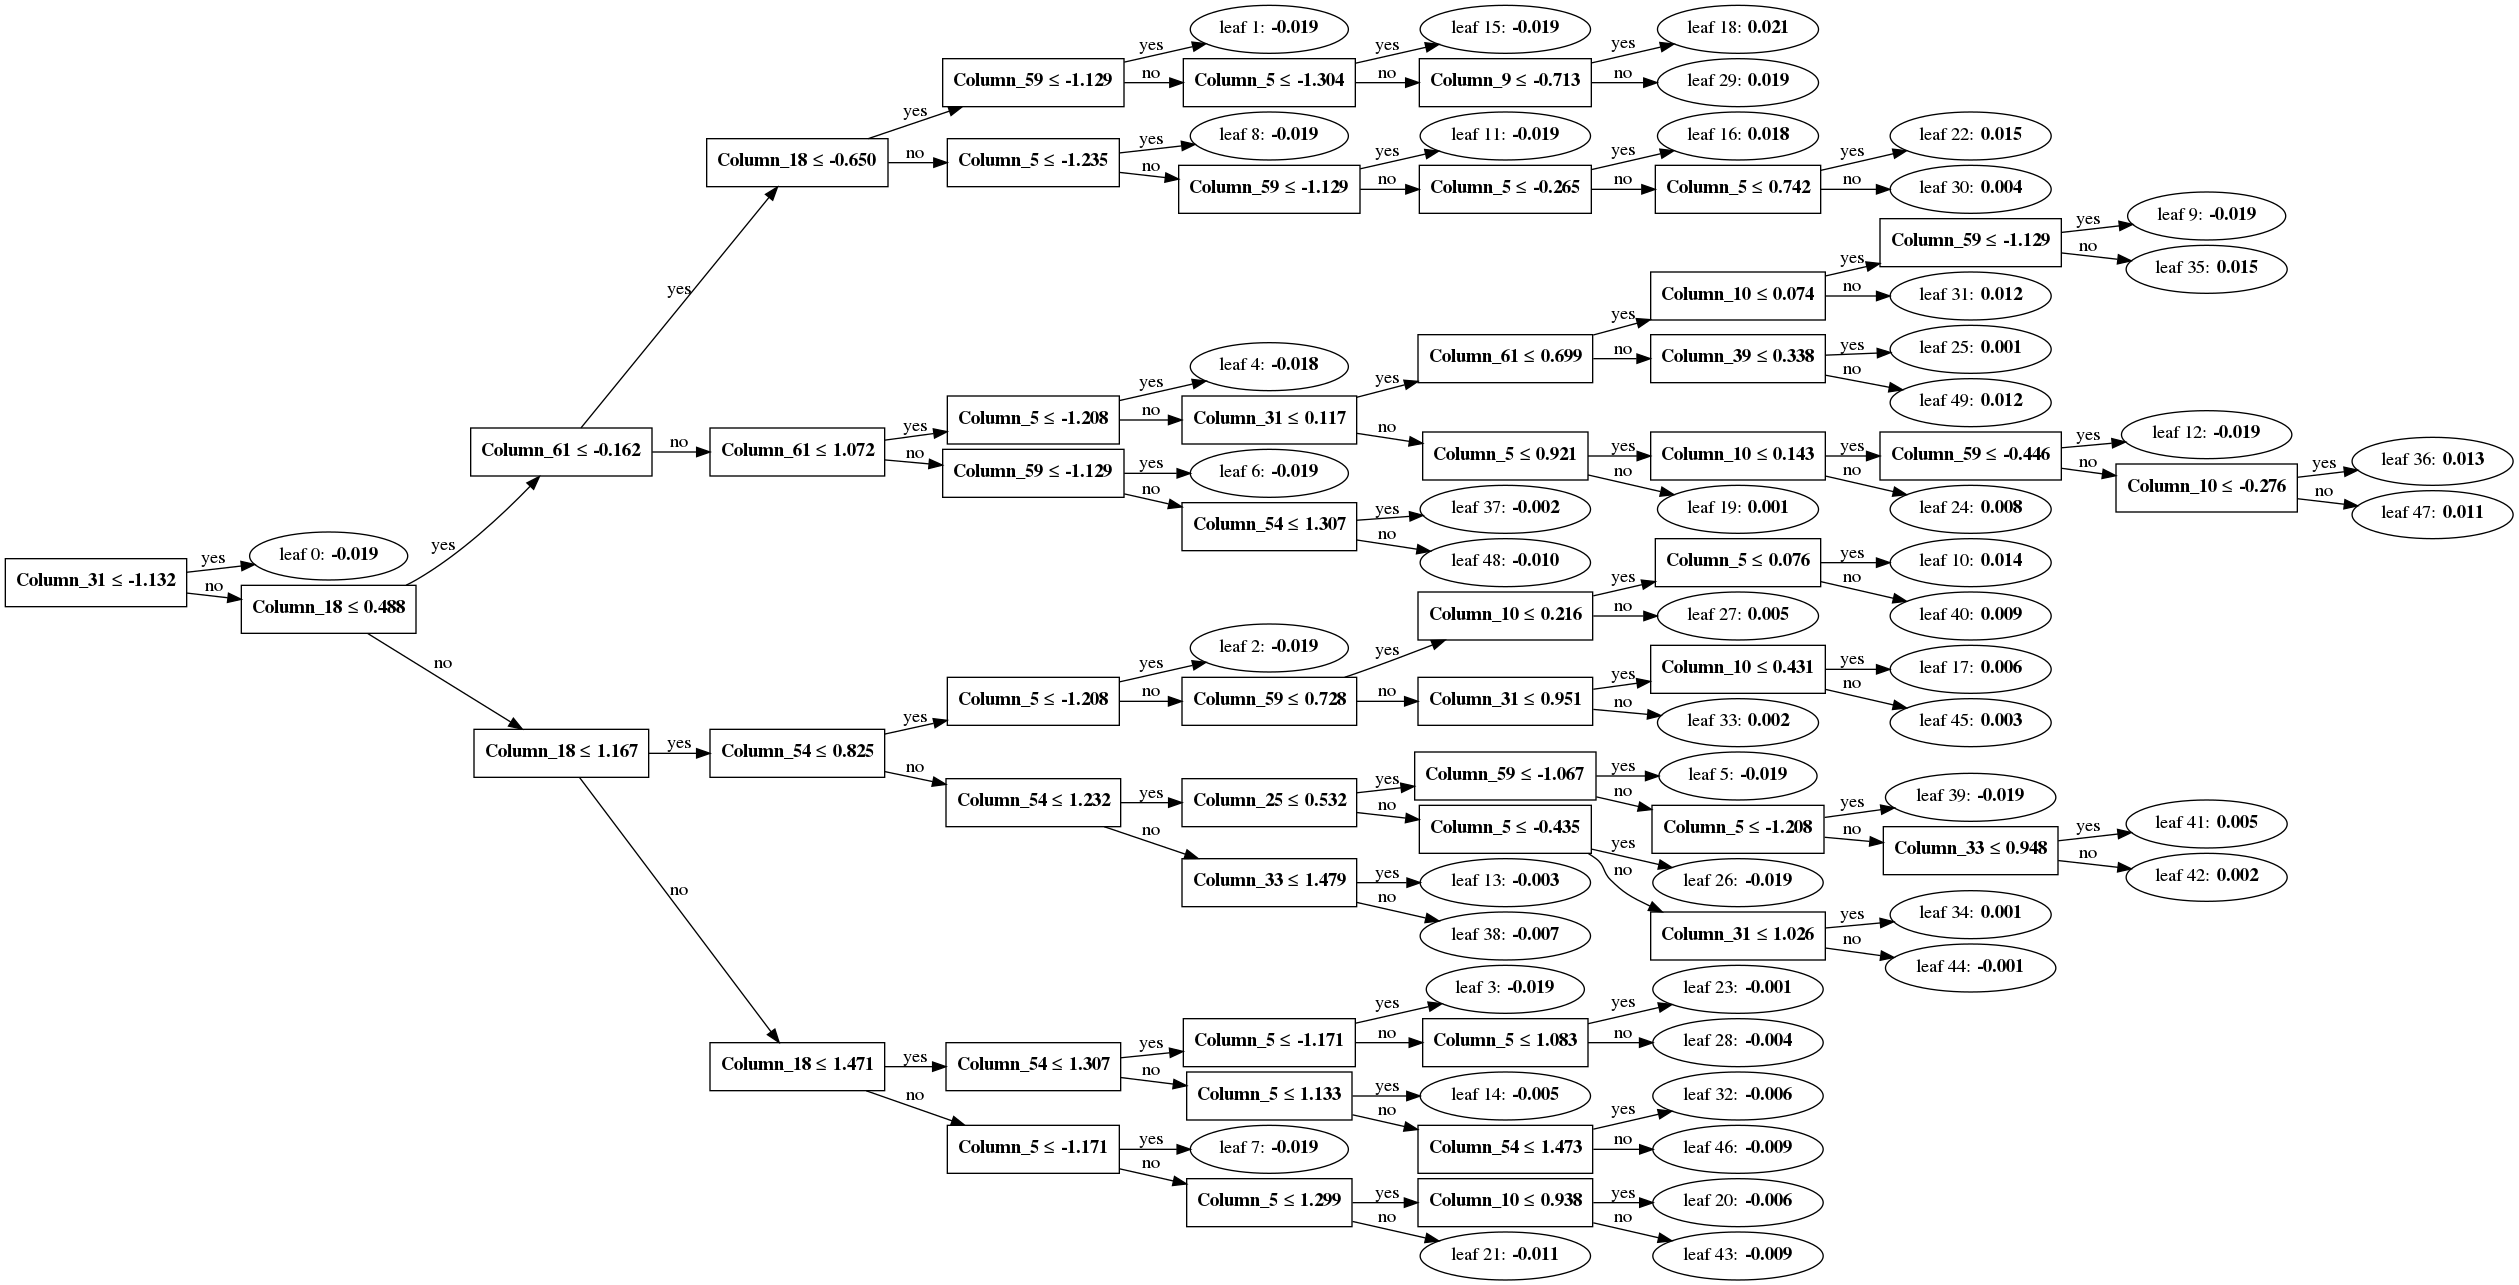 leaf 1: -0.019
leaf 15: -0.019
leaf 18: 0.021
yes
yes
yes
Column_59 ≤ -1.129
no
Column_5 ≤ -1.304
no
Column_9 ≤ -0.713
no
leaf 29: 0.019
yes
leaf 8: -0.019
leaf 11: -0.019
leaf 16: 0.018
leaf 22: 0.015
yes
yes
yes
yes
Column_18 ≤ -0.650
no
Column_5 ≤ -1.235
no
Column_59 ≤ -1.129
no
Column_5 ≤ -0.265
no
Column_5 ≤ 0.742
no
leaf 30: 0.004
leaf 9: -0.019
yes
Column_59 ≤ -1.129
no
leaf 35: 0.015
yes
yes
Column_10 ≤ 0.074
no
leaf 31: 0.012
yes
Column_61 ≤ 0.699
no
Column_39 ≤ 0.338
yes
leaf 25: 0.001
no
leaf 49: 0.012
leaf 4: -0.018
yes
yes
Column_5 ≤ -1.208
no
Column_31 ≤ 0.117
no
Column_61 ≤ -0.162
no
Column_61 ≤ 1.072
yes
no
Column_5 ≤ 0.921
yes
no
Column_10 ≤ 0.143
yes
no
Column_59 ≤ -0.446
yes
no
leaf 12: -0.019
Column_10 ≤ -0.276
yes
no
leaf 36: 0.013
leaf 47: 0.011
Column_59 ≤ -1.129
yes
no
leaf 6: -0.019
leaf 19: 0.001
leaf 24: 0.008
Column_54 ≤ 1.307
yes
no
leaf 37: -0.002
leaf 48: -0.010
yes
Column_31 ≤ -1.132
yes
no
leaf 0: -0.019
Column_18 ≤ 0.488
no
Column_5 ≤ 0.076
yes
no
leaf 10: 0.014
leaf 40: 0.009
yes
Column_10 ≤ 0.216
yes
no
leaf 27: 0.005
leaf 2: -0.019
yes
Column_5 ≤ -1.208
no
Column_59 ≤ 0.728
no
Column_31 ≤ 0.951
yes
no
Column_10 ≤ 0.431
yes
no
leaf 17: 0.006
leaf 45: 0.003
leaf 33: 0.002
Column_18 ≤ 1.167
yes
Column_54 ≤ 0.825
yes
no
no
Column_54 ≤ 1.232
yes
no
Column_25 ≤ 0.532
yes
no
Column_59 ≤ -1.067
yes
no
leaf 5: -0.019
Column_5 ≤ -0.435
yes
no
Column_5 ≤ -1.208
yes
no
leaf 39: -0.019
Column_33 ≤ 0.948
yes
no
leaf 41: 0.005
leaf 42: 0.002
Column_33 ≤ 1.479
yes
no
leaf 13: -0.003
leaf 38: -0.007
leaf 26: -0.019
Column_31 ≤ 1.026
yes
no
leaf 34: 0.001
leaf 44: -0.001
Column_18 ≤ 1.471
yes
no
Column_54 ≤ 1.307
yes
no
Column_5 ≤ -1.171
yes
no
leaf 3: -0.019
Column_5 ≤ 1.083
yes
no
leaf 23: -0.001
leaf 28: -0.004
Column_5 ≤ 1.133
yes
no
leaf 14: -0.005
Column_54 ≤ 1.473
yes
no
leaf 32: -0.006
leaf 46: -0.009
Column_5 ≤ -1.171
yes
no
leaf 7: -0.019
Column_5 ≤ 1.299
yes
no
Column_10 ≤ 0.938
yes
no
leaf 20: -0.006
leaf 43: -0.009
leaf 21: -0.011